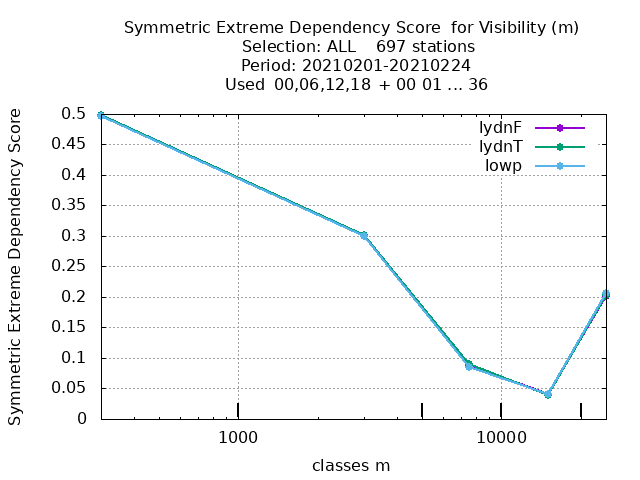 Symmetric Extreme Dependency Score  for Visibility (m)
Selection: ALL    697 stations
Period: 20210201-20210224
Used  00,06,12,18  + 00 01 ... 36
Symmetric Extreme Dependency Score
0.5
0.45
0.4
0.35
0.3
0.25
0.2
0.15
0.1
0.05
0
lydnF
lydnT
lowp
1000
10000
classes m